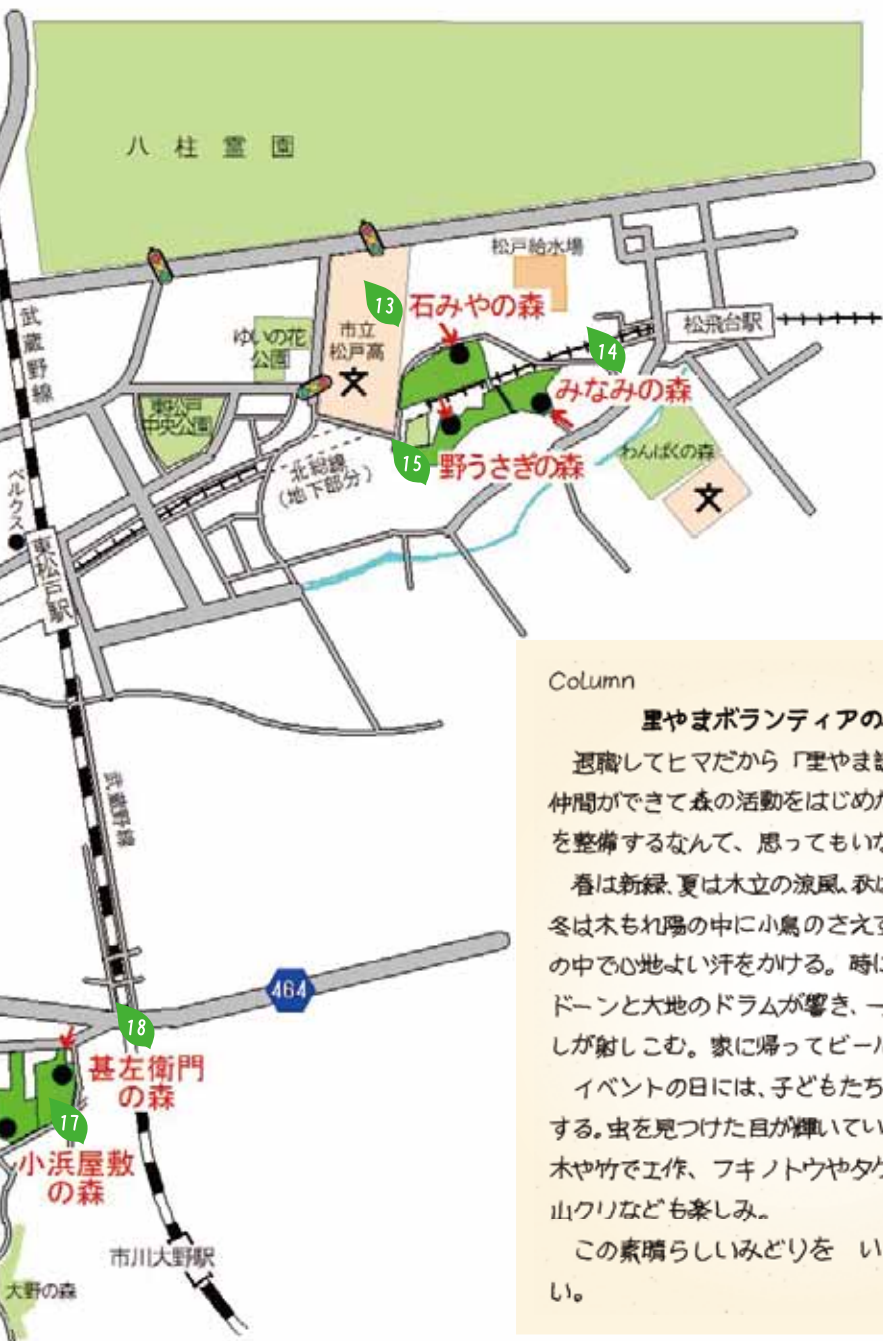 八柱霊園
松戸給水場
13
石みやの森
武蔵野線
ゆいの花
公園
市立
松戸高
14
松飛台駅
みなみの森
東松戸
中央公園
15
野うさぎの森
わんぱくの森
北総線
(地下部分)
ベルクス
東松戸駅
武蔵野線
464
18
甚左衛門
の森
17
小浜屋敷
の森
市川大野駅
大野の森
Column
里やまボランティアの
退職してヒマだから「里やま
仲間ができて森の活動をはじめ
を整備するなんて、思ってもいな
春は新緑、夏は木立の涼風、秋
冬は木もれ陽の中に小鳥のさえ
の中で心地よい汗をかける。時に
ドーンと大地のドラムが響き、一
しが射しこむ。家に帰ってビール
イベントの日には、子どもたち
する。虫を見つけた目が輝いてい
木や竹で工作、フキノトウやタケ
山クリなども楽しみ。
この素晴らしいみどりを い
い。